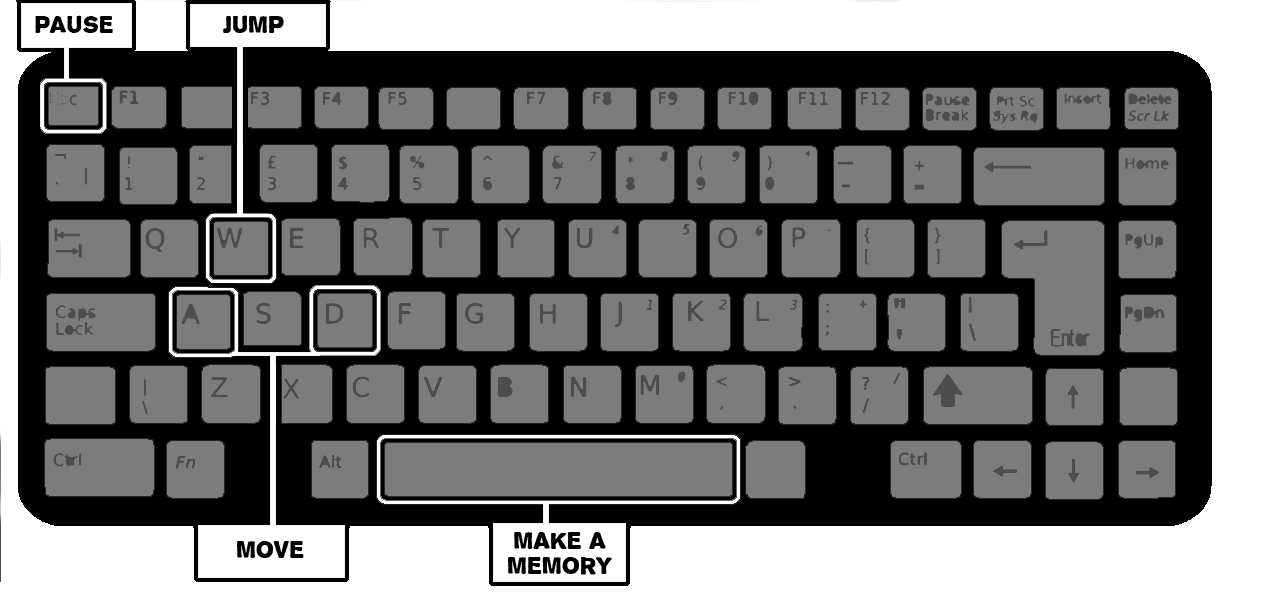 PAUSE
JUMP
F1
F3
F4
F5
F7
F8
F9
F10
F11
F12
Pause
Break
Prt Sc
Sys Rq
Insert
Delete
Scr Lk
¬
|
!
1
"
2
£
3
$
4
%
5
^
6
& 7
7
* 8
8
( 9
9
)
0
—
-
+
=
Home
Q
W
E
R
T
Y
U 4
5
O 6
P
{
[
}
]
PgUp
Caps
Lock
A
S
D
F
G
H
J 1
K 2
L 3
: +
;
|
\
Enter
PgDn
|
\
Z
X
C
V
B
N
M
<
,
>
.
? /
/
Ctrl
Fn
Alt
Ctrl
MOVE
MAKE A
MEMORY